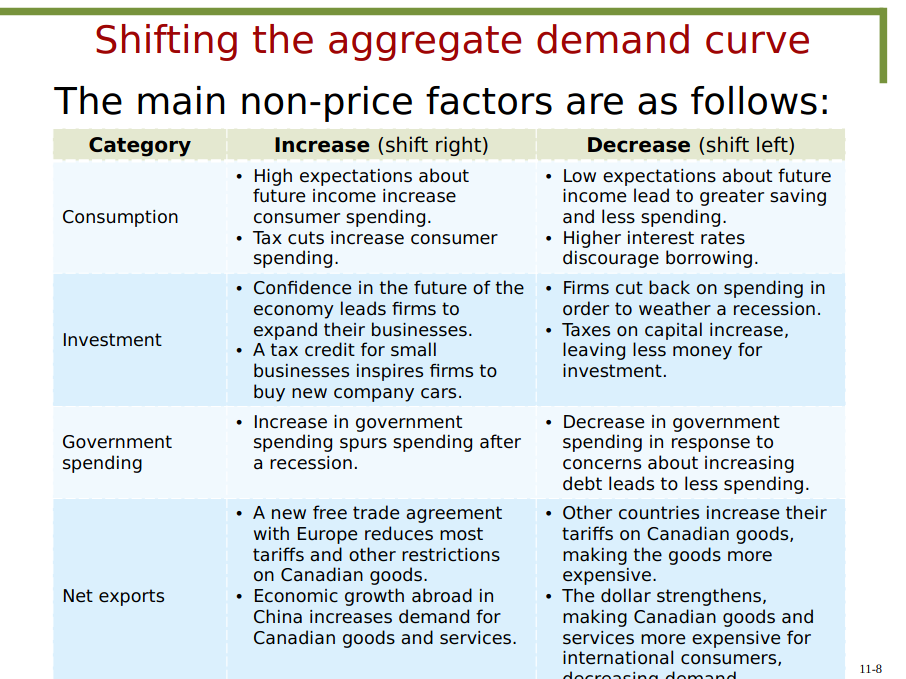 Shifting the aggregate demand curve
The main non-price factors are as follows:
Category
Increase (shift right)
Decrease (shift left)
Consumption
• High expectations about
future income increase
consumer spending.
• Tax cuts increase consumer
spending.
• Low expectations about future
income lead to greater saving
and less spending.
• Higher interest rates
discourage borrowing.
Investment
• Confidence in the future of the
economy leads firms to
expand their businesses.
• A tax credit for small
businesses inspires firms to
buy new company cars.
• Firms cut back on spending in
order to weather a recession.
• Taxes on capital increase,
leaving less money for
investment.
Government
spending
• Increase in government
spending spurs spending after
a recession.
• Decrease in government
spending in response to
concerns about increasing
debt leads to less spending.
Net exports
• A new free trade agreement
with Europe reduces most
tariffs and other restrictions
on Canadian goods.
• Economic growth abroad in
China increases demand for
Canadian goods and services.
• Other countries increase their
tariffs on Canadian goods,
making the goods more
expensive.
• The dollar strengthens,
making Canadian goods and
services more expensive for
international consumers,
decreasing demand
11-8